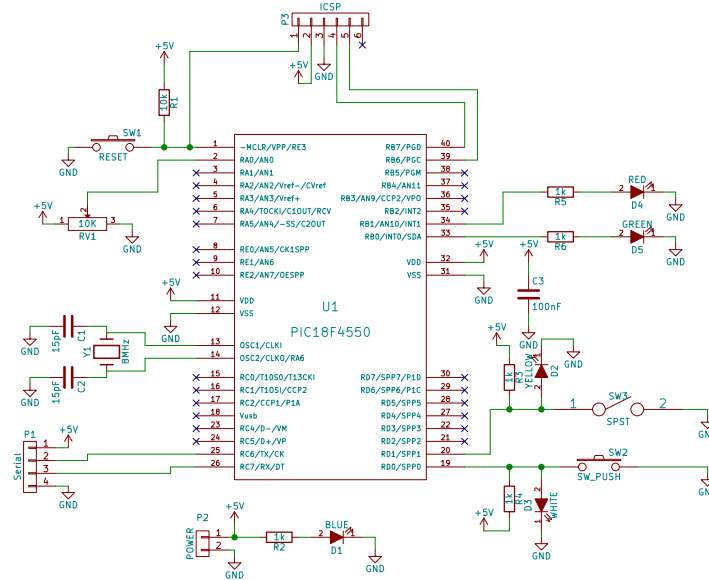 ICSP
P3
1 2 3 4 5 6
+5V
+5V
GND
10k
R1
SW1
RESET
GND
1 -MCLR/VPP/RE3
2 RA0/AN0
3 RA1/AN1
4 RA2/AN2/Vref-/CVref
5 RA3/AN3/Vref+
6 RA4/TOCKI/C1OUT/RCV
7 RA5/AN4/-SS/C2OUT
8 RE0/AN5/CK1SPP
9 RE1/AN6
10 RE2/AN7/OESPP
11 VDD
12 VSS
13 OSC1/CLKI
14 OSC2/CLKO/RA6
15 RC0/T1OSO/T13CKI
16 RC1/T1OSI/CCP2
17 RC2/CCP1/P1A
18 Vusb
23 RC4/D-/VM
24 RC5/D+/VP
25 RC6/TX/CK
26 RC7/RX/DT
U1
PIC18F4550
RB7/PGD 40
RB6/PGC 39
RB5/PGM 38
RB4/AN11 37
RB3/AN9/CCP2/VPO 36
RB2/INT2 35
RB1/AN10/INT1 34
RB0/INT0/SDA 33
VDD 32
VSS 31
RD7/SPP7/P1D 30
RD6/SPP6/P1C 29
RD5/SPP5 28
RD4/SPP4 27
RD3/SPP3 22
RD2/SPP2 21
RD1/SPP1 20
RD0/SPP0 19
+5V
1 10K 3
2
RV1
GND
+5V
GND
GND
15pF
C1
Y1
8MHz
GND
15pF
C2
P1
Serial
1
2
3
4
+5V
GND
P2
POWER
1
2
+5V
GND
1k
R2
BLUE
2 1
D1
GND
1k
R5
RED
2 1
D4
GND
1k
R6
GREEN
2 1
D5
GND
+5V
GND
+5V
C3
100nF
GND
+5V
1k
R3
YELLOW
1
2
D2
GND
SW3
1 2
SPST
GND
SW2
SW_PUSH
GND
1k
R4
+5V
2
D3
WHITE
1
GND